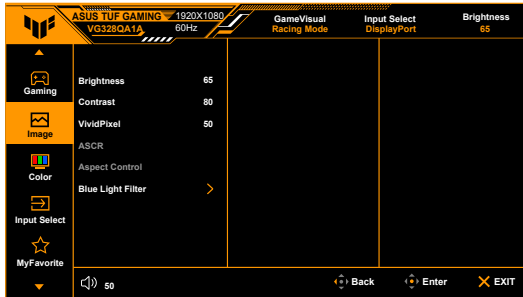 ASUS TUF GAMING 1920X1080 GameVisual Input Select Brightness
VG328QA1A 60Hz Racing Mode DisplayPort 65
Gaming
Brightness 65
Contrast 80
Image
VividPixel 50
ASCR
Color
Aspect Control
Blue Light Filter
Input Select
MyFavorite
50 Back Enter EXIT